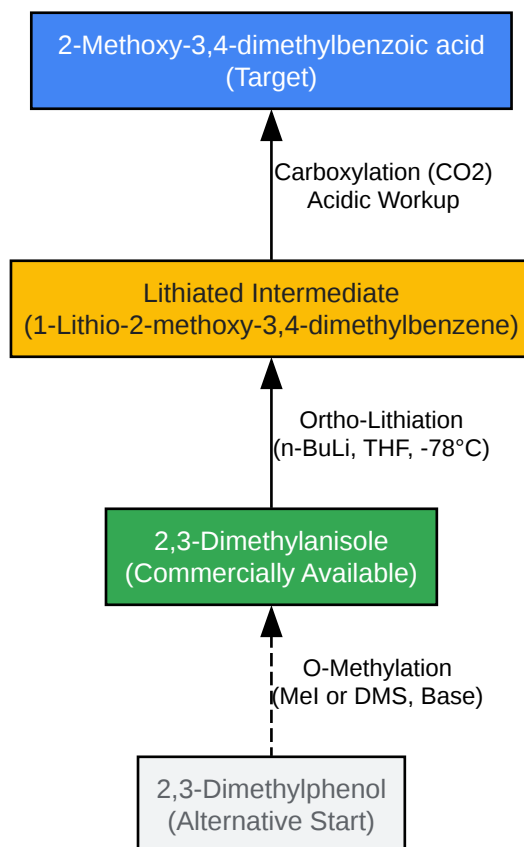 2-Methoxy-3,4-dimethylbenzoic acid
(Target)
Carboxylation (CO2)
Acidic Workup
Lithiated Intermediate
(1-Lithio-2-methoxy-3,4-dimethylbenzene)
Ortho-Lithiation
(n-BuLi, THF, -78°C)
2,3-Dimethylanisole
(Commercially Available)
O-Methylation
(MeI or DMS, Base)
2,3-Dimethylphenol
(Alternative Start)